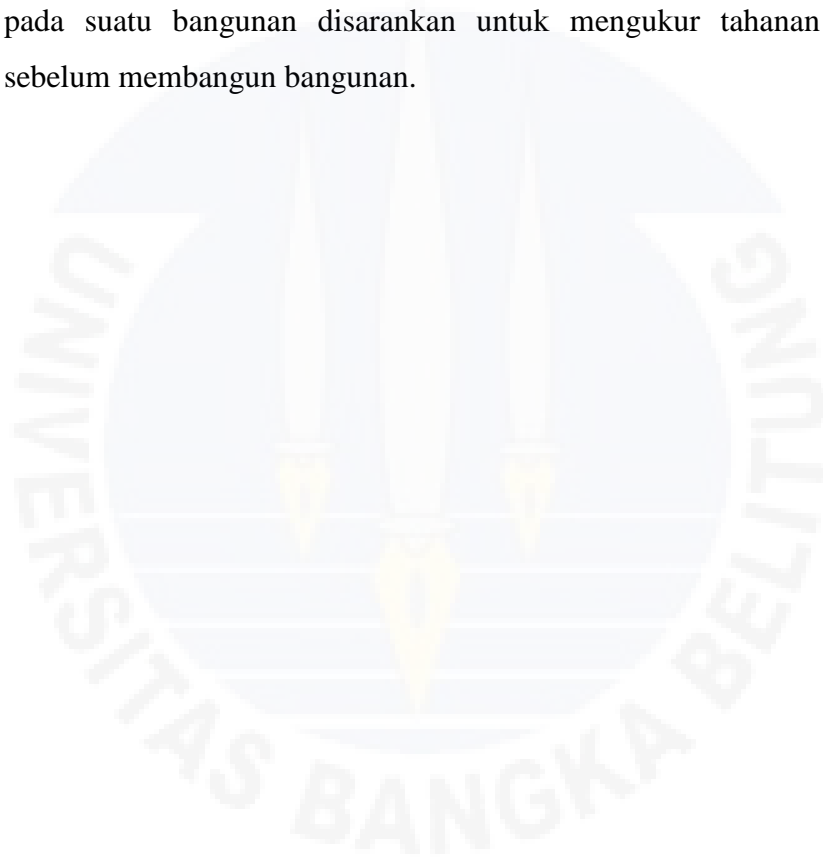 pada suatu bangunan disarankan untuk mengukur tahanan
sebelum membangun bangunan.
UNIVERSITAS BANGKA BELITUNG